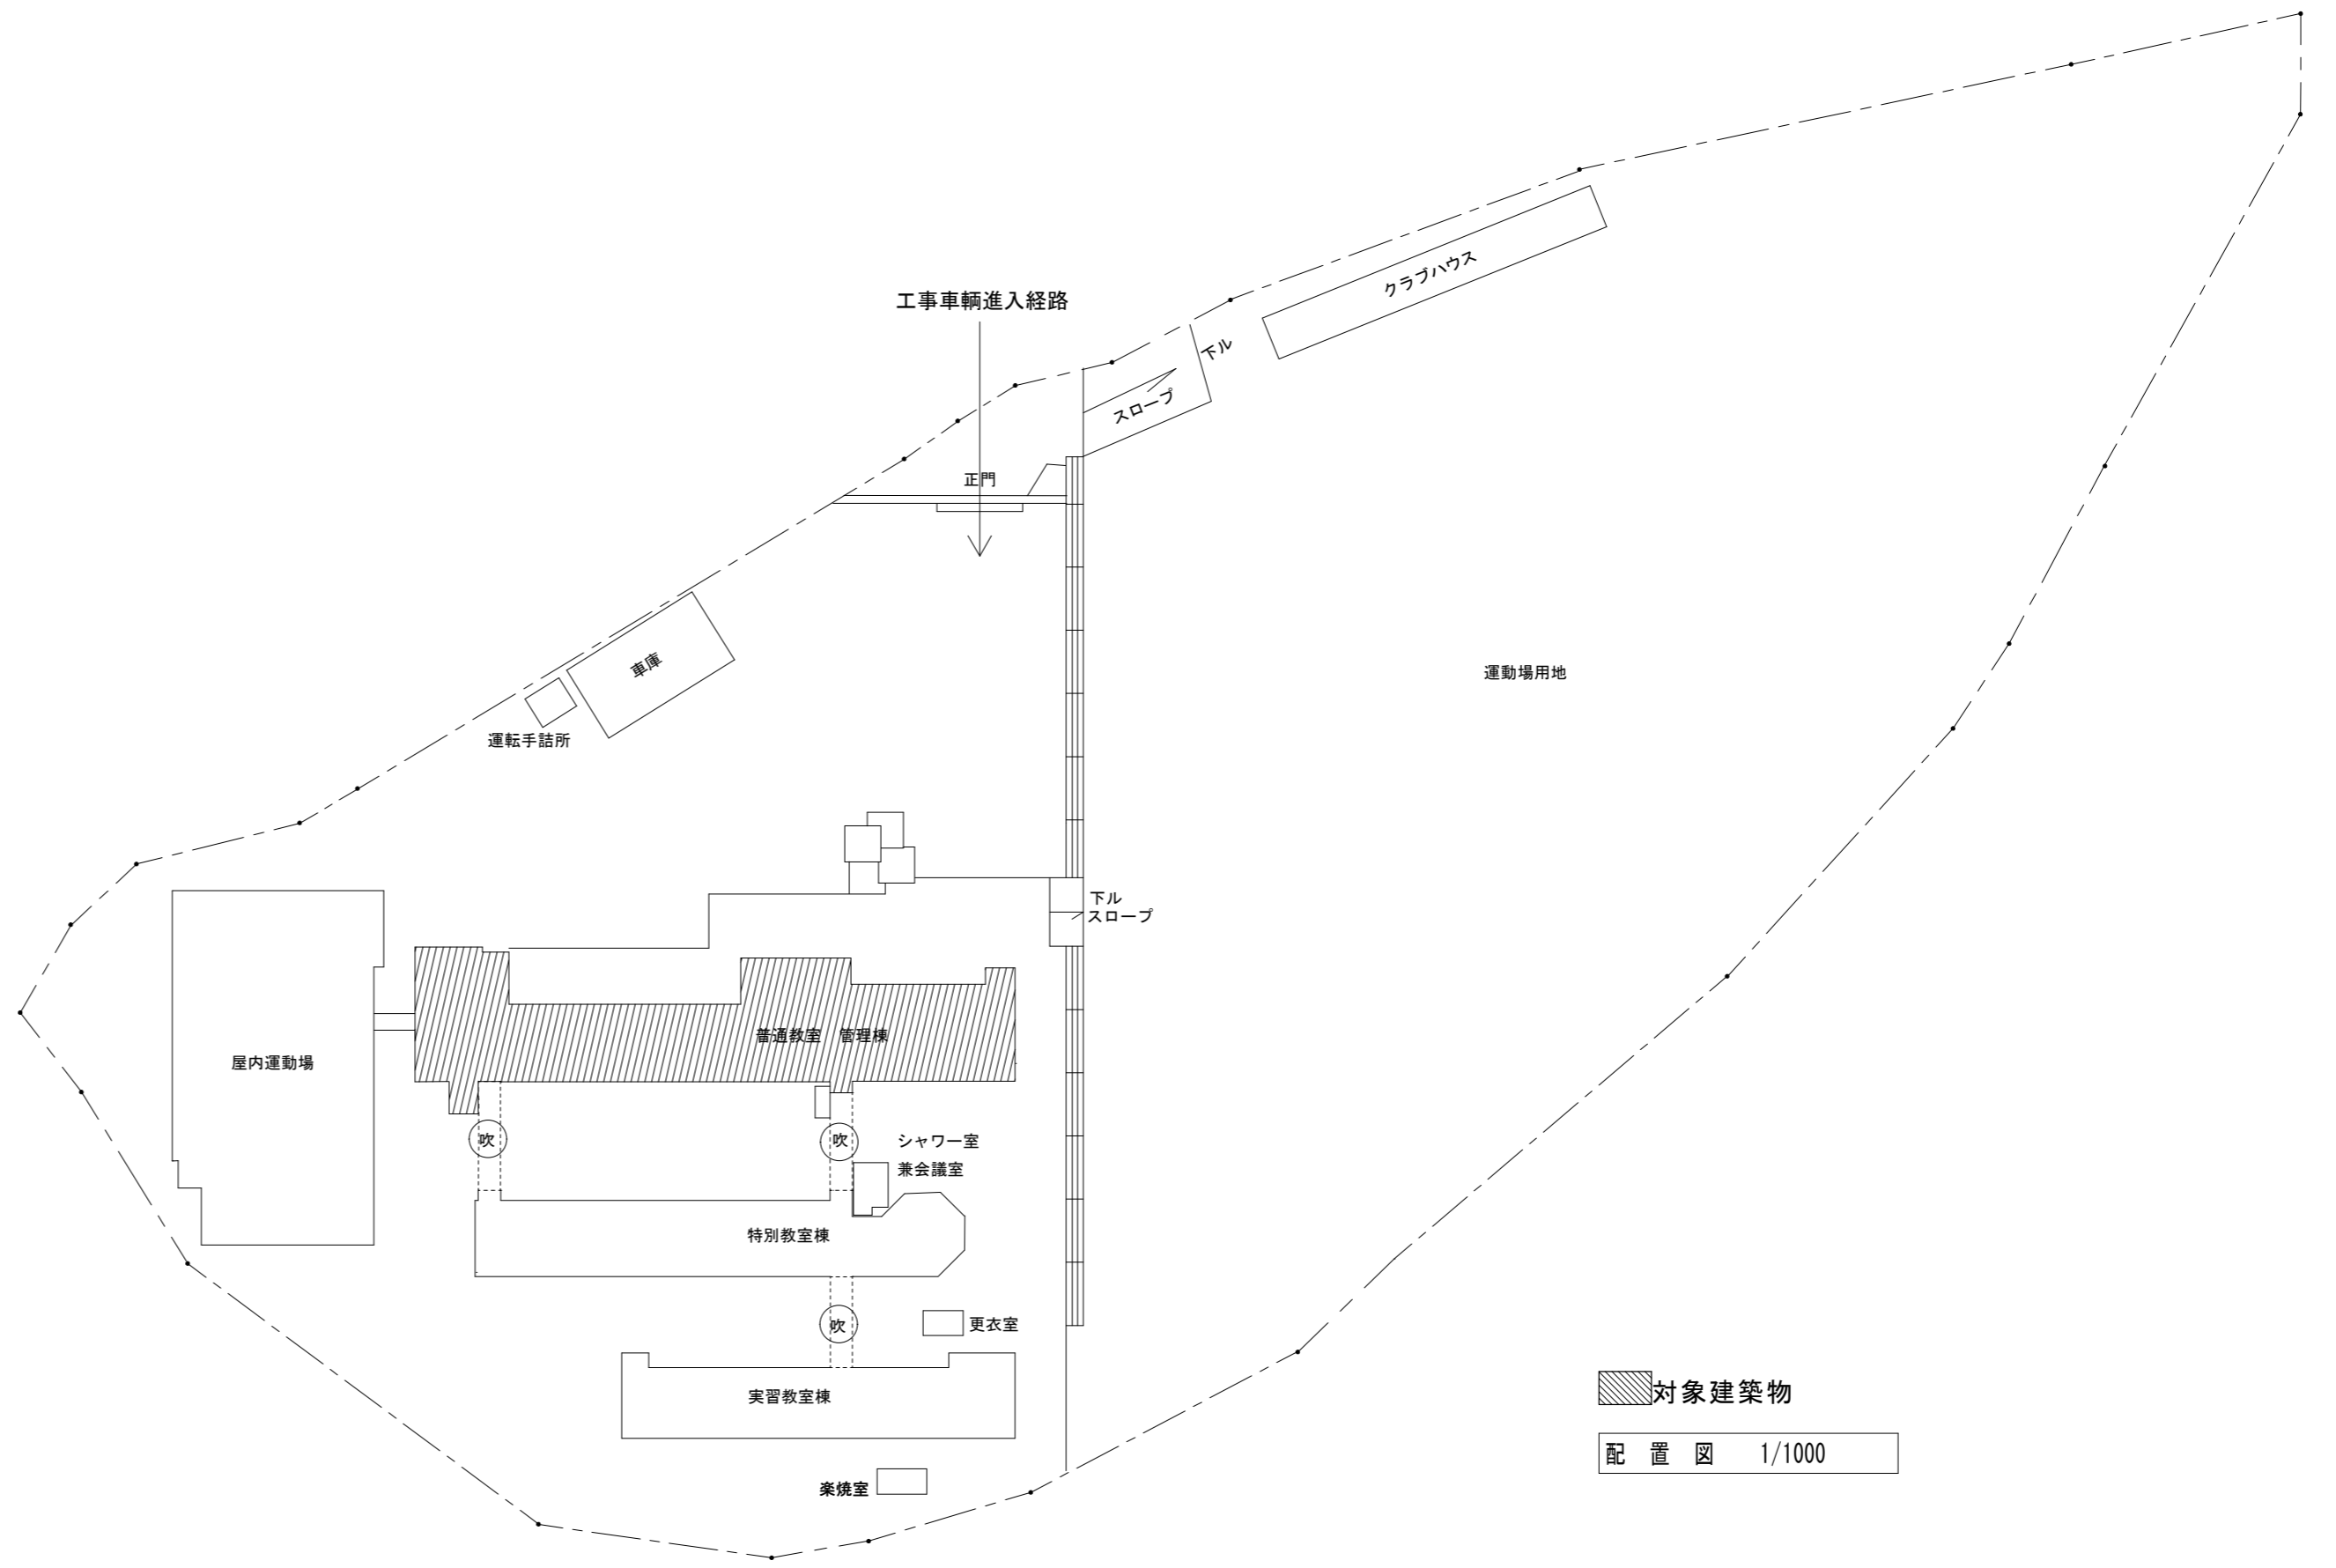 クラブハウス
工事車輌進入経路
下ル
スロープ
正門
車庫
運動場用地
運転手詰所
下ル
スロープ
普通教室 管理棟
屋内運動場
吹
吹
シャワー室
兼会議室
特別教室棟
吹
更衣室
対象建築物
実習教室棟
配 置 図 1/1000
楽焼室